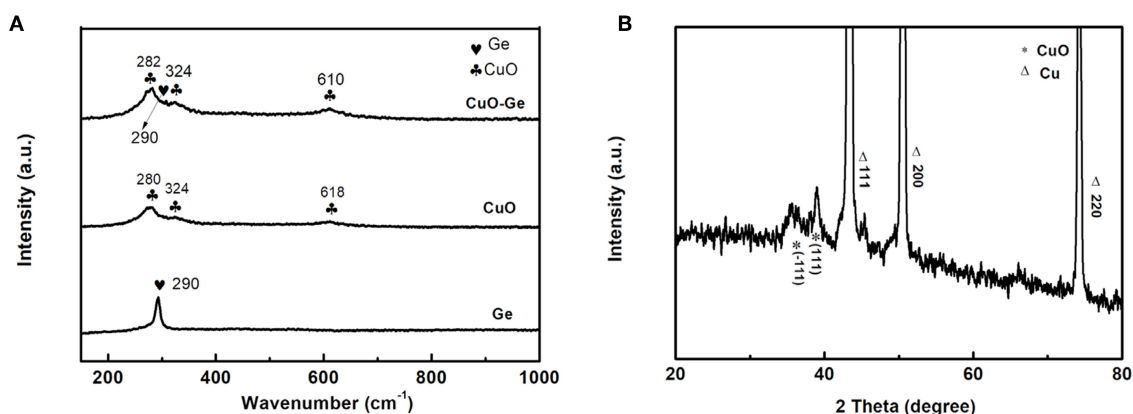 A
Intensity (a.u.)
♥ Ge
♣ CuO
282
324
610
CuO-Ge
290
280
324
618
CuO
290
Ge
200 400 600 800 1000
Wavenumber (cm⁻¹)
B
Intensity (a.u.)
* CuO
Δ Cu
*(-111)
*(111)
Δ 111
Δ 200
Δ 220
20 40 60 80
2 Theta (degree)